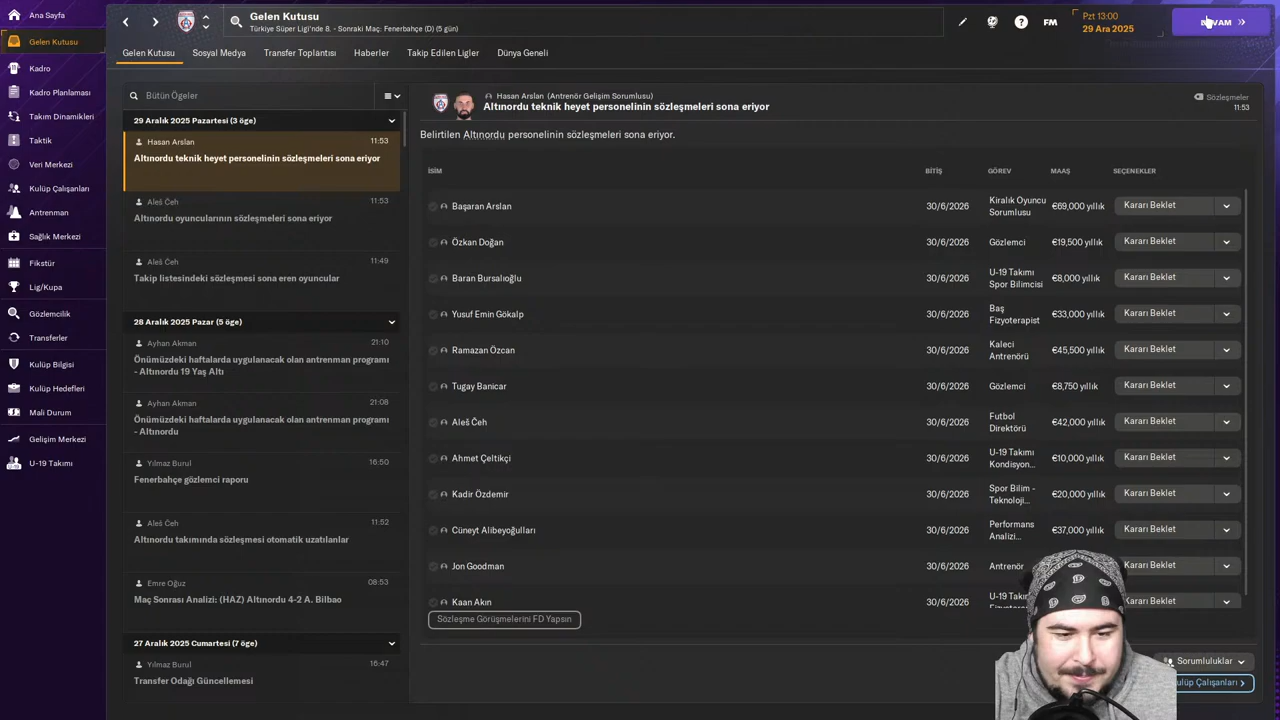 Ana Sayfa
Gelen Kutusu
Kadro
Kadro Planlaması
Takım Dinamikleri
Taktik
Veri Merkezi
Kulüp Çalışanları
Antrenman
Sağlık Merkezi
Fikstür
Lig/Kupa
Gözlemcilik
Transferler
Kulüp Bilgisi
Kulüp Hedefleri
Mali Durum
Gelişim Merkezi
U-19 Takımı
Gelen Kutusu
Türkiye Süper Ligi'nde 8. - Sonraki Maç: Fenerbahçe (D) (5 gün)
FM
Pzt 13:00
29 Ara 2025
Gelen Kutusu Sosyal Medya Transfer Toplantısı Haberler Takip Edilen Ligler Dünya Geneli
Bütün Ögeler
29 Aralık 2025 Pazartesi (3 öge)
Hasan Arslan 11:53
Altınordu teknik heyet personelinin sözleşmeleri sona eriyor
Aleš Čeh 11:53
Altınordu oyuncularının sözleşmeleri sona eriyor
Aleš Čeh 11:49
Takip listesindeki sözleşmesi sona eren oyuncular
28 Aralık 2025 Pazar (5 öge)
Ayhan Akman 21:10
Önümüzdeki haftalarda uygulanacak olan antrenman programı
- Altınordu 19 Yaş Altı
Ayhan Akman 21:08
Önümüzdeki haftalarda uygulanacak olan antrenman programı
- Altınordu
Yılmaz Burul 16:50
Fenerbahçe gözlemci raporu
Aleš Čeh 11:52
Altınordu takımında sözleşmesi otomatik uzatılanlar
Emre Oğuz 08:53
Maç Sonrası Analizi: (HAZ) Altınordu 4-2 A. Bilbao
27 Aralık 2025 Cumartesi (7 öge)
Yılmaz Burul 16:47
Transfer Odağı Güncellemesi
Hasan Arslan (Antrenör Gelişim Sorumlusu)
Altınordu teknik heyet personelinin sözleşmeleri sona eriyor
Sözleşmeler
11:53
Belirtilen Altınordu personelinin sözleşmeleri sona eriyor.
İSİM BİTİŞ GÖREV MAAŞ SEÇENEKLER
Başaran Arslan 30/6/2026 Kiralık Oyuncu Sorumlusu €69,000 yıllık Kararı Beklet
Özkan Doğan 30/6/2026 Gözlemci €19,500 yıllık Kararı Beklet
Baran Bursalıoğlu 30/6/2026 U-19 Takımı Spor Bilimcisi €8,000 yıllık Kararı Beklet
Yusuf Emin Gökalp 30/6/2026 Baş Fizyoterapist €33,000 yıllık Kararı Beklet
Ramazan Özcan 30/6/2026 Kaleci Antrenörü €45,500 yıllık Kararı Beklet
Tugay Banicar 30/6/2026 Gözlemci €8,750 yıllık Kararı Beklet
Aleš Čeh 30/6/2026 Futbol Direktörü €42,000 yıllık Kararı Beklet
Ahmet Çeltikçi 30/6/2026 U-19 Takımı Kondisyon... €10,000 yıllık Kararı Beklet
Kadir Özdemir 30/6/2026 Spor Bilim - Teknoloji... €20,000 yıllık Kararı Beklet
Cüneyt Alibeyoğulları 30/6/2026 Performans Analizi... €37,000 yıllık Kararı Beklet
Jon Goodman 30/6/2026 Antrenör Kararı Beklet
Kaan Akın 30/6/2026 U-19 Kararı Beklet
Sözleşme Görüşmelerini FD Yapsın
Sorumluluklar
Çalışanları